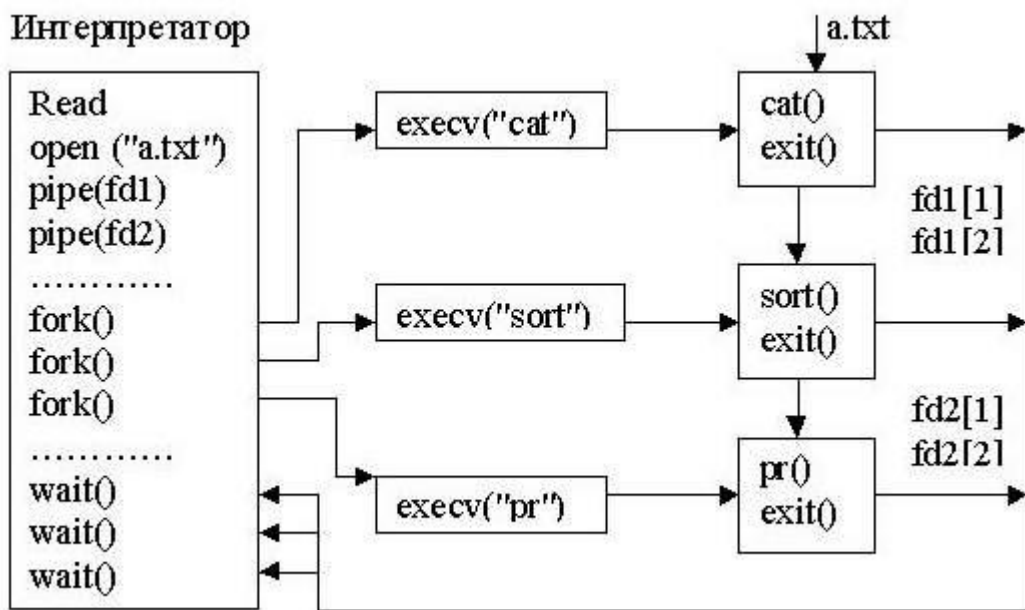 Интерпретатор
a.txt
Read
open ("a.txt")
pipe(fd1)
pipe(fd2)
............
fork()
fork()
fork()
............
wait()
wait()
wait()
execv("cat")
execv("sort")
execv("pr")
cat()
exit()
fd1[1]
fd1[2]
sort()
exit()
fd2[1]
fd2[2]
pr()
exit()